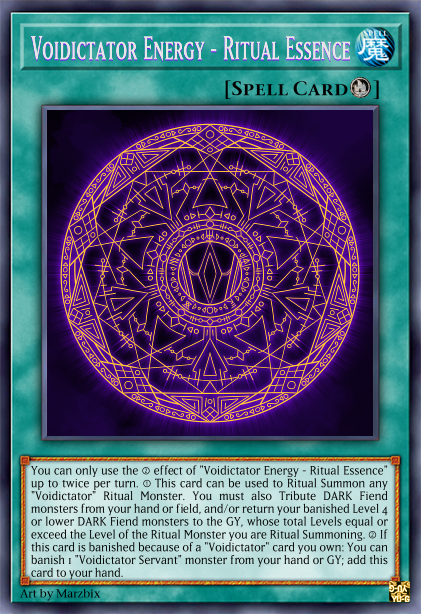 Voidictator Energy - Ritual Essence
SPELL
魔
[Spell Card]
You can only use the ② effect of "Voidictator Energy - Ritual Essence"
up to twice per turn. ① This card can be used to Ritual Summon any
"Voidictator" Ritual Monster. You must also Tribute DARK Fiend
monsters from your hand or field, and/or return your banished Level 4
or lower DARK Fiend monsters to the GY, whose total Levels equal or
exceed the Level of the Ritual Monster you are Ritual Summoning. ② If
this card is banished because of a "Voidictator" card you own: You can
banish 1 "Voidictator Servant" monster from your hand or GY; add this
card to your hand.
Art by Marzbix